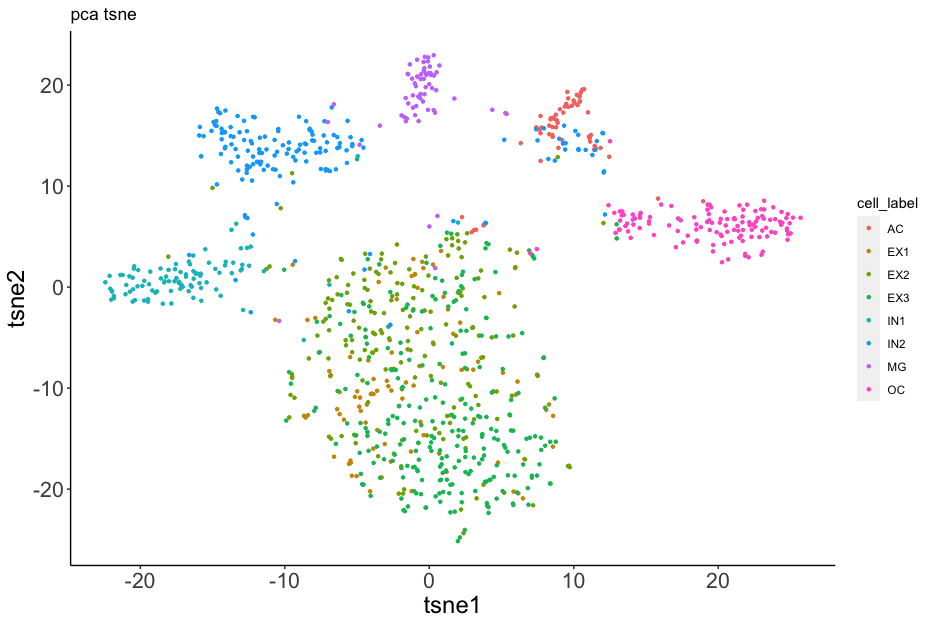 pca tsne
20
10
0
-10
-20
tsne2
-20
-10
0
10
20
tsne1
cell_label
AC
EX1
EX2
EX3
IN1
IN2
MG
OC